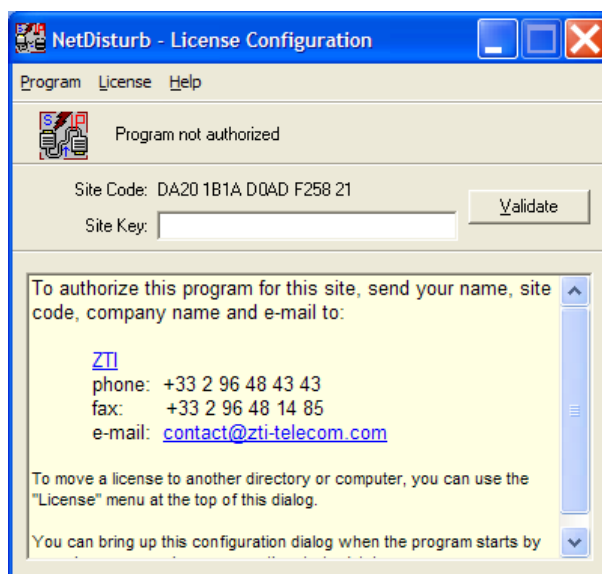 NetDisturb - License Configuration
Program License Help
Program not authorized
Site Code: DA20 1B1A D0AD F258 21
Site Key:
Validate
To authorize this program for this site, send your name, site
code, company name and e-mail to:
ZTI
phone: +33 2 96 48 43 43
fax: +33 2 96 48 14 85
e-mail: contact@zti-telecom.com
To move a license to another directory or computer, you can use the
"License" menu at the top of this dialog.
You can bring up this configuration dialog when the program starts by